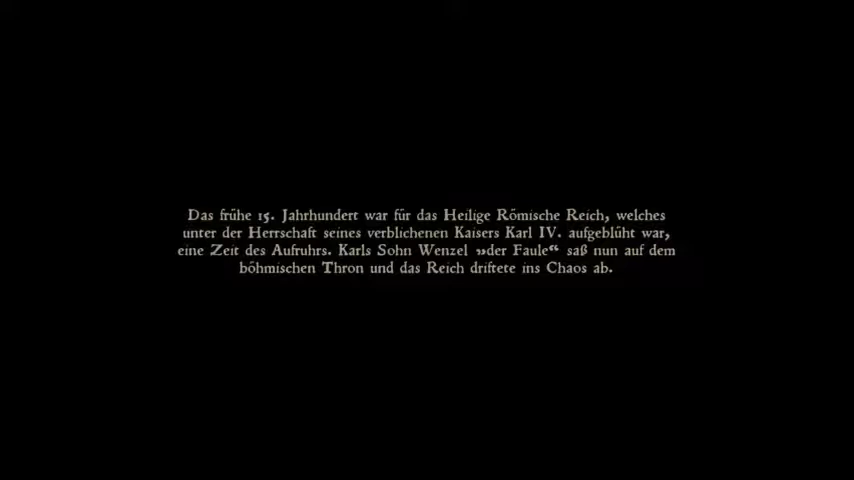 Das frühe 15. Jahrhundert war für das Heilige Römische Reich, welches
unter der Herrschaft seines verblichenen Kaisers Karl IV. aufgeblüht war,
eine Zeit des Aufruhrs. Karls Sohn Wenzel »der Faule“ saß nun auf dem
böhmischen Thron und das Reich driftete ins Chaos ab.